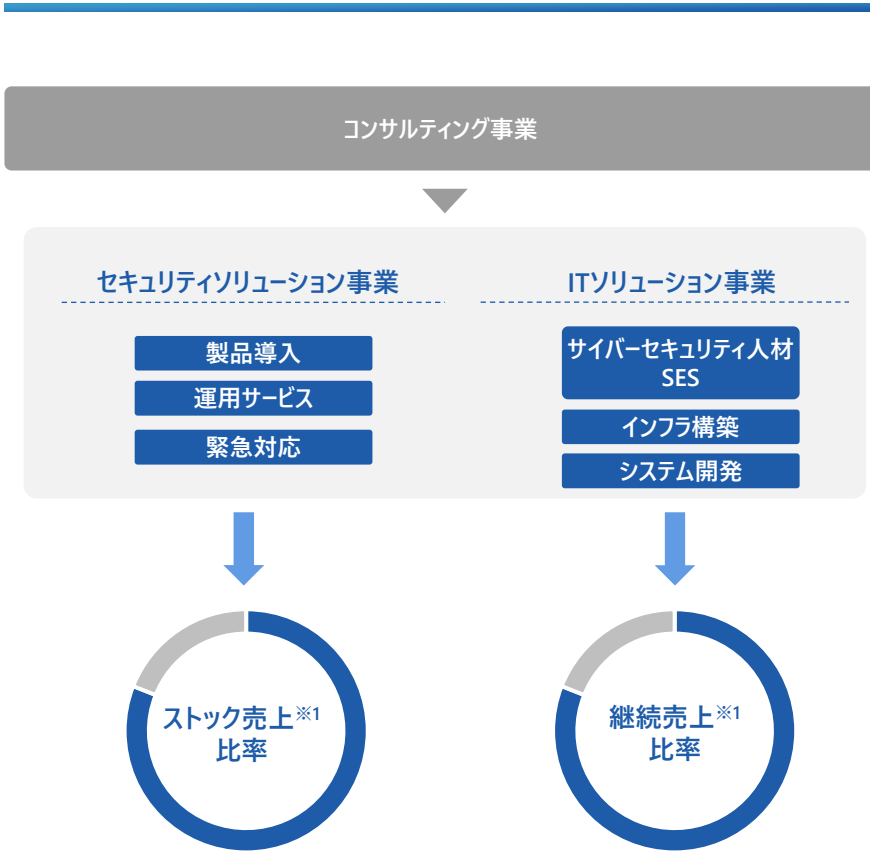 コンサルティング事業
セキュリティソリューション事業
製品導入
運用サービス
緊急対応
ITソリューション事業
サイバーセキュリティ人材
SES
インフラ構築
システム開発
ストック売上※1
比率
継続売上※1
比率